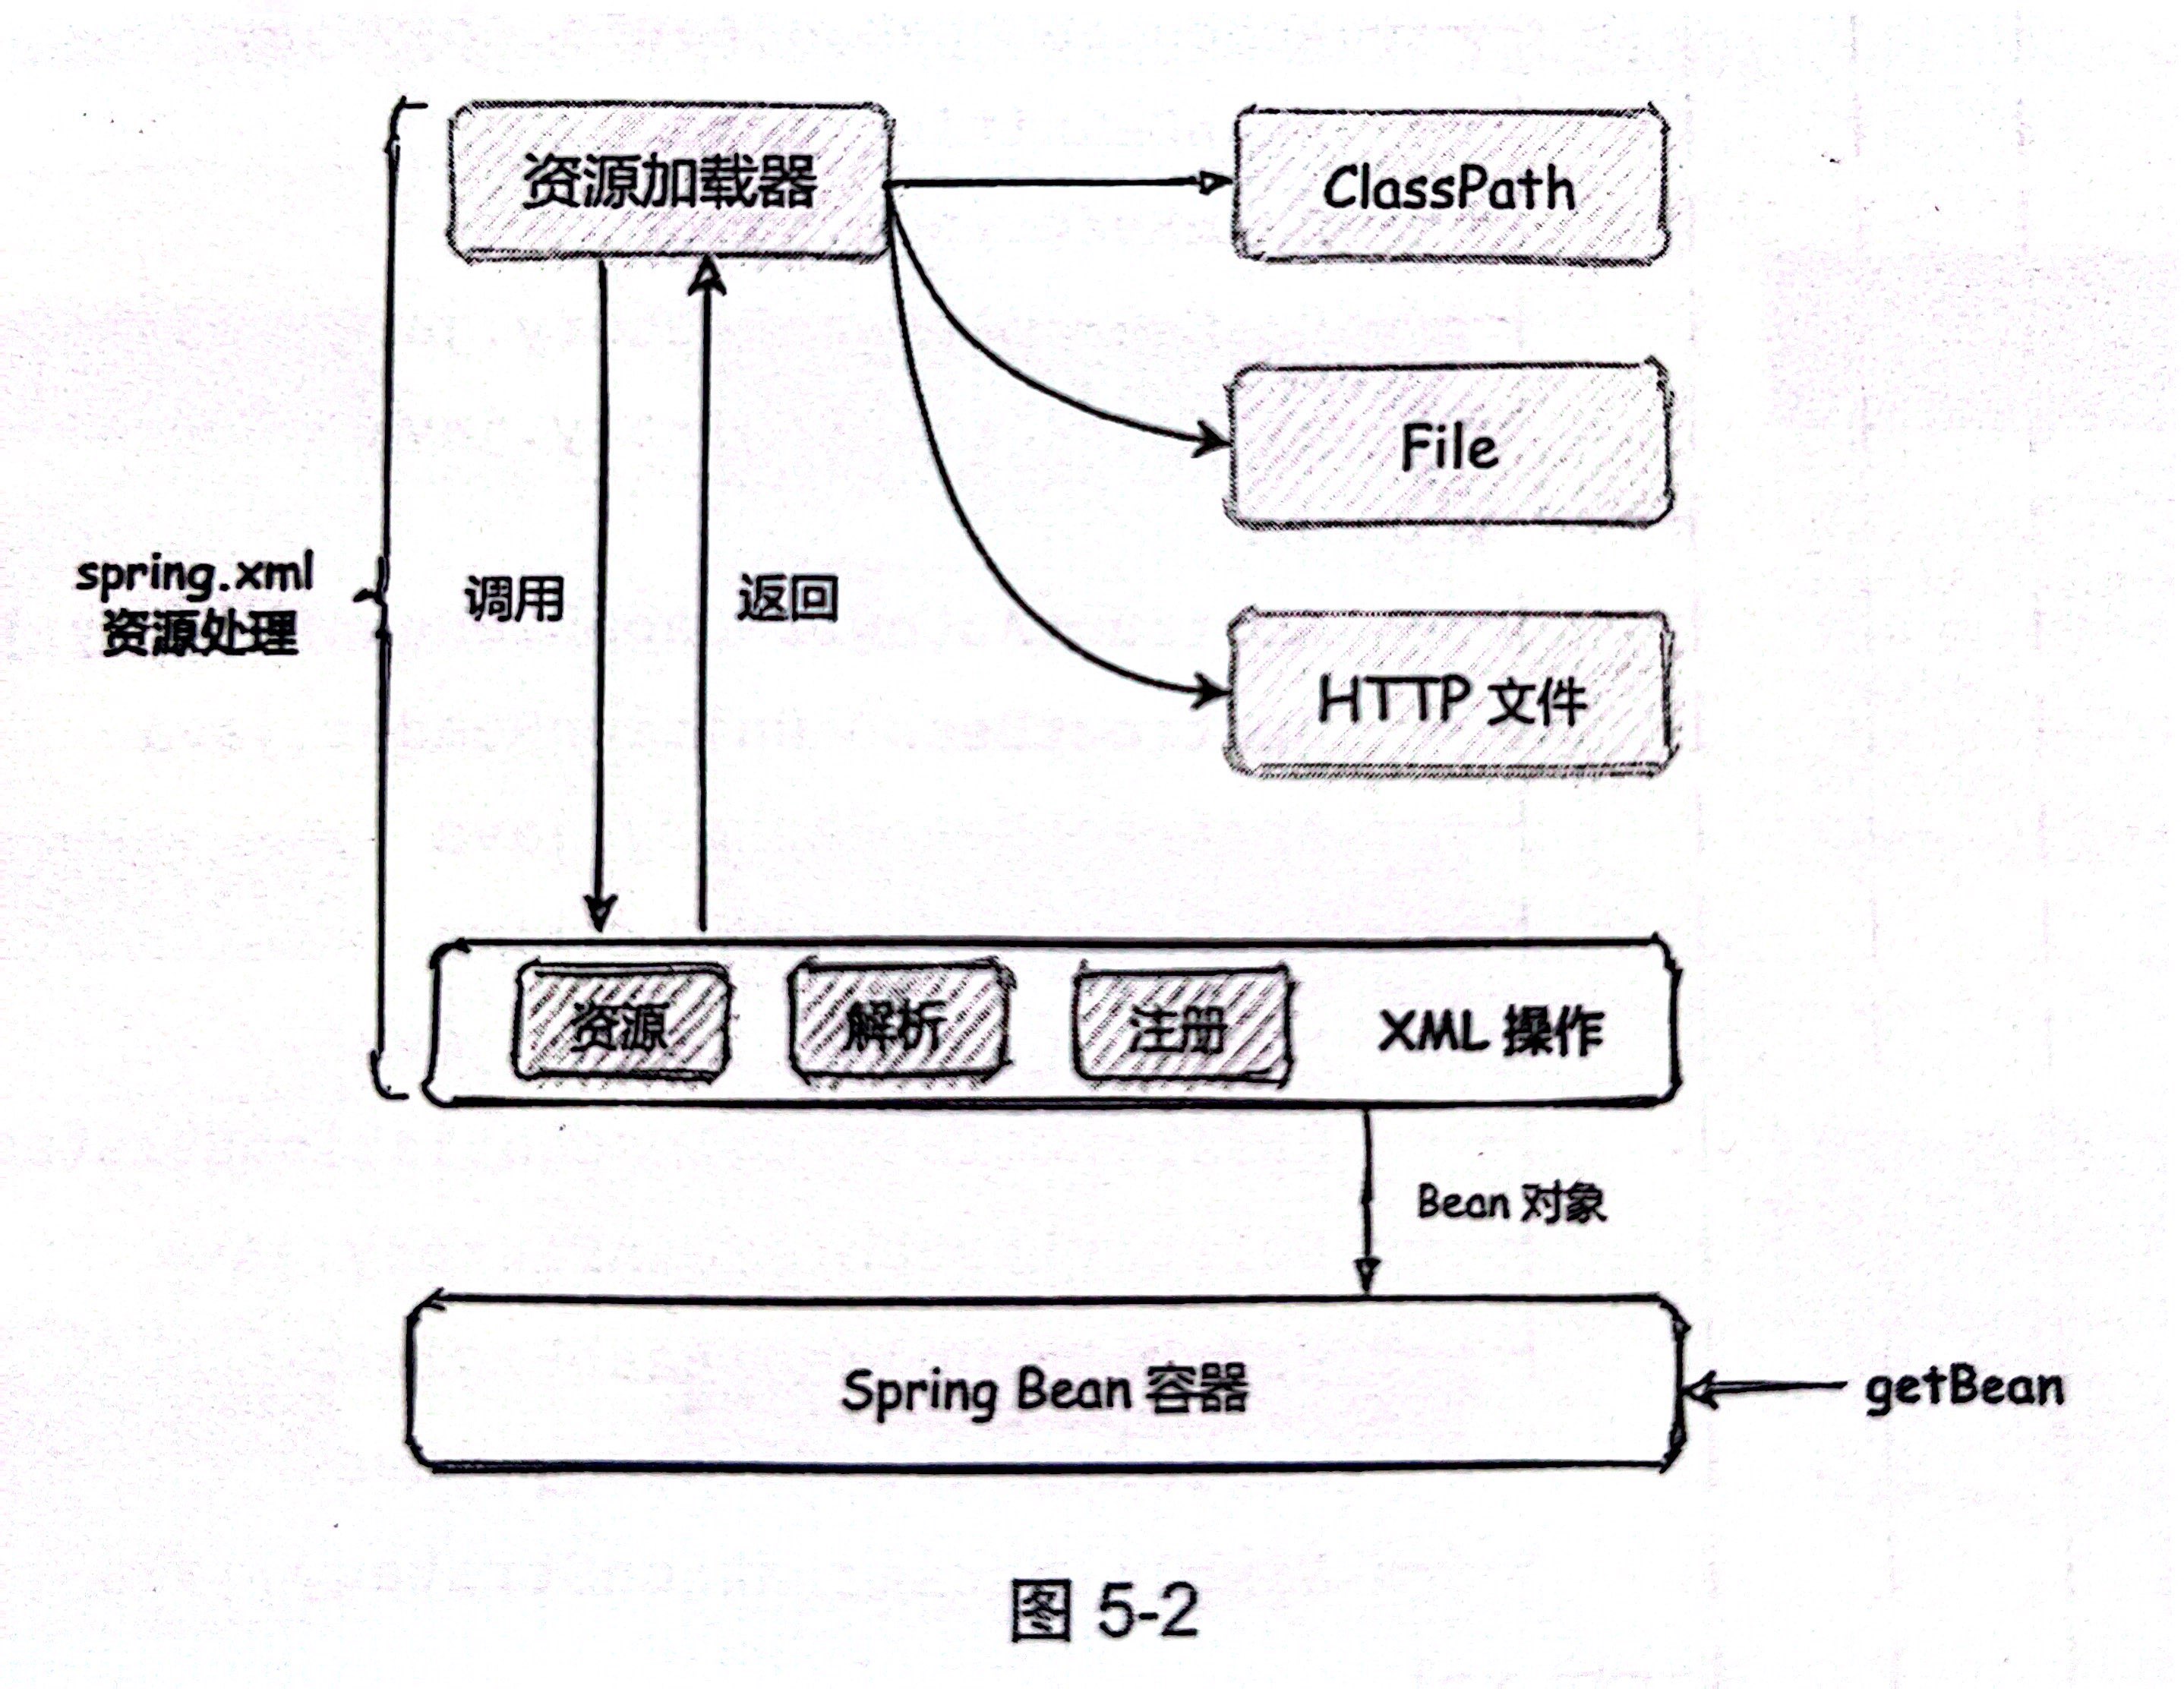 资源加载器
ClassPath
File
spring.xml
资源处理
调用
返回
HTTP 文件
资源
解析
注册
XML 操作
Bean 对象
Spring Bean 容器
getBean
图 5-2